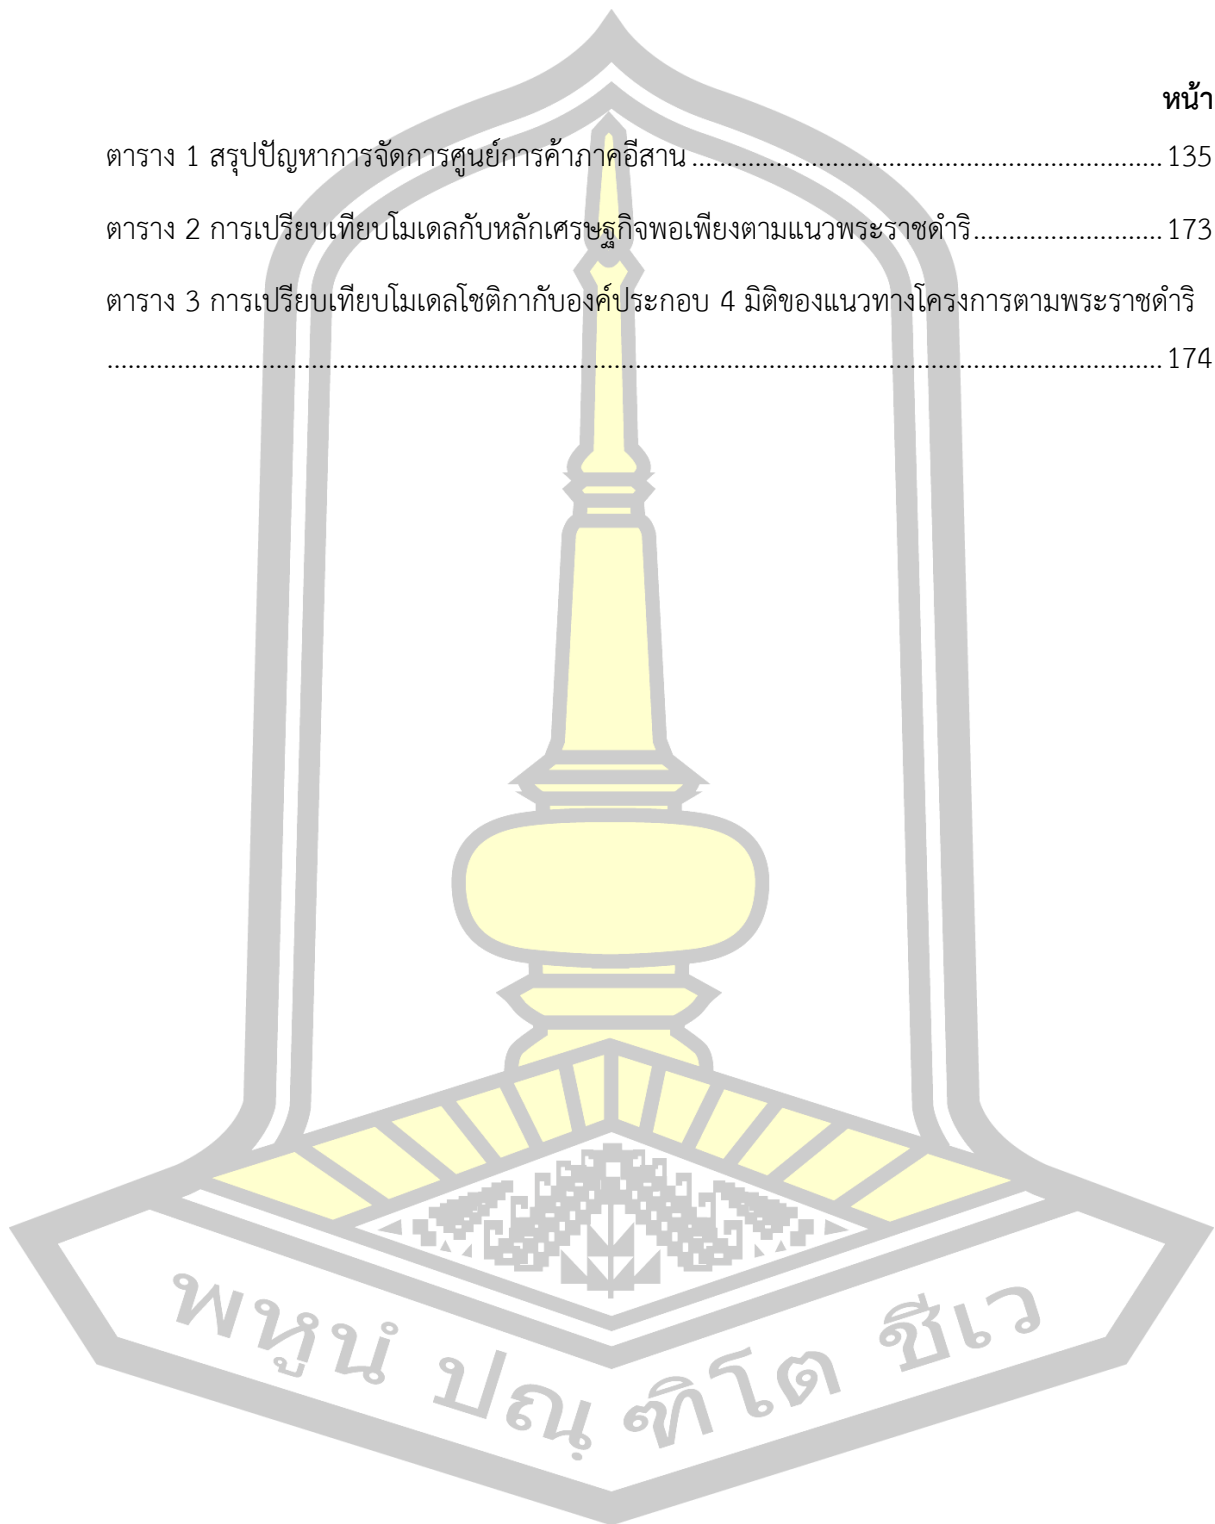 หน้า
ตาราง 1 สรุปปัญหาการจัดการศูนย์การค้าภาคอีสาน ........................................................... 135
ตาราง 2 การเปรียบเทียบโมเดลกับหลักเศรษฐกิจพอเพียงตามแนวพระราชดำริ........................ 173
ตาราง 3 การเปรียบเทียบโมเดลโชติกากับองค์ประกอบ 4 มิติของแนวทางโครงการตามพระราชดำริ
.................................................................................................................................... 174
พหูนํ ปณฺฑิโต ชีเว